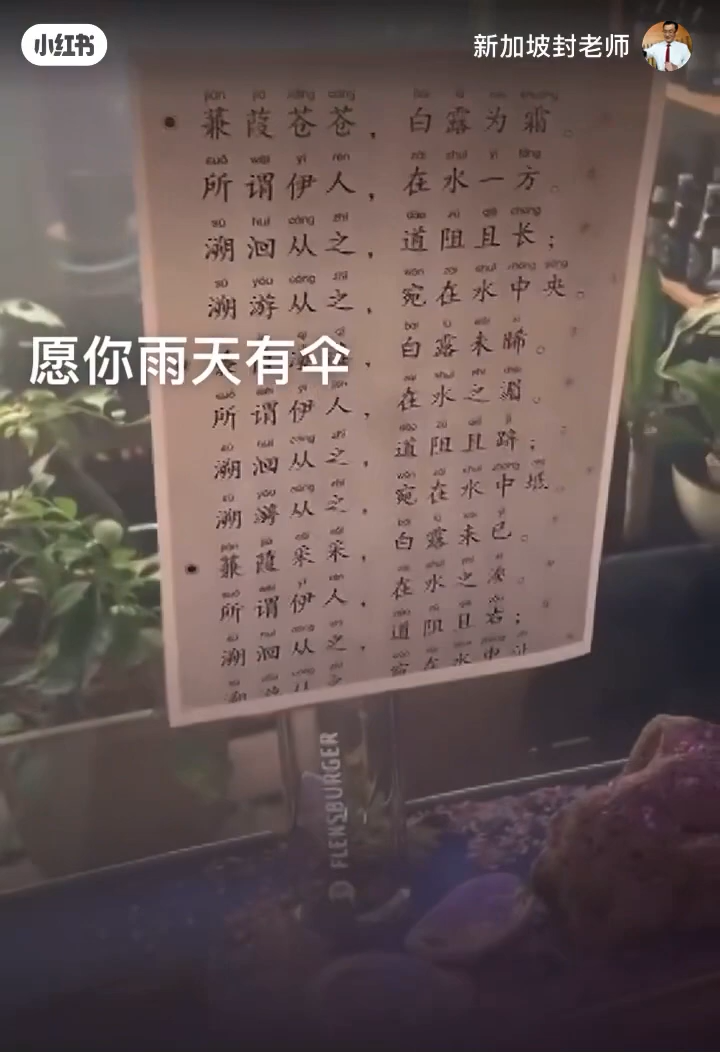 小红书
新加坡封老师
蒹葭苍苍，白露为霜。
所谓伊人，在水一方。
溯洄从之，道阻且长；
溯游从之，宛在水中央。
白露未晞。
愿你雨天有伞
所谓伊人，在水之湄。
溯洄从之，道阻且跻；
溯游从之，宛在水中坻。
蒹葭采采，白露未已。
所谓伊人，在水之涘。
溯洄从之，道阻且右；
宛在水中沚
FLENSBURGER